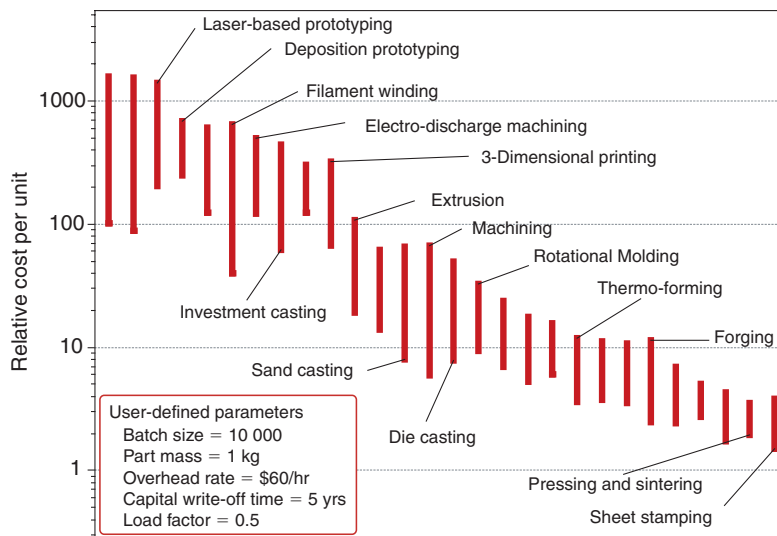 Laser-based prototyping
Deposition prototyping
Filament winding
Electro-discharge machining
3-Dimensional printing
Extrusion
Machining
Rotational Molding
Thermo-forming
Forging
Investment casting
Sand casting
Die casting
Pressing and sintering
Sheet stamping
Relative cost per unit
1000
100
10
1
User-defined parameters
Batch size = 10 000
Part mass = 1 kg
Overhead rate = $60/hr
Capital write-off time = 5 yrs
Load factor = 0.5